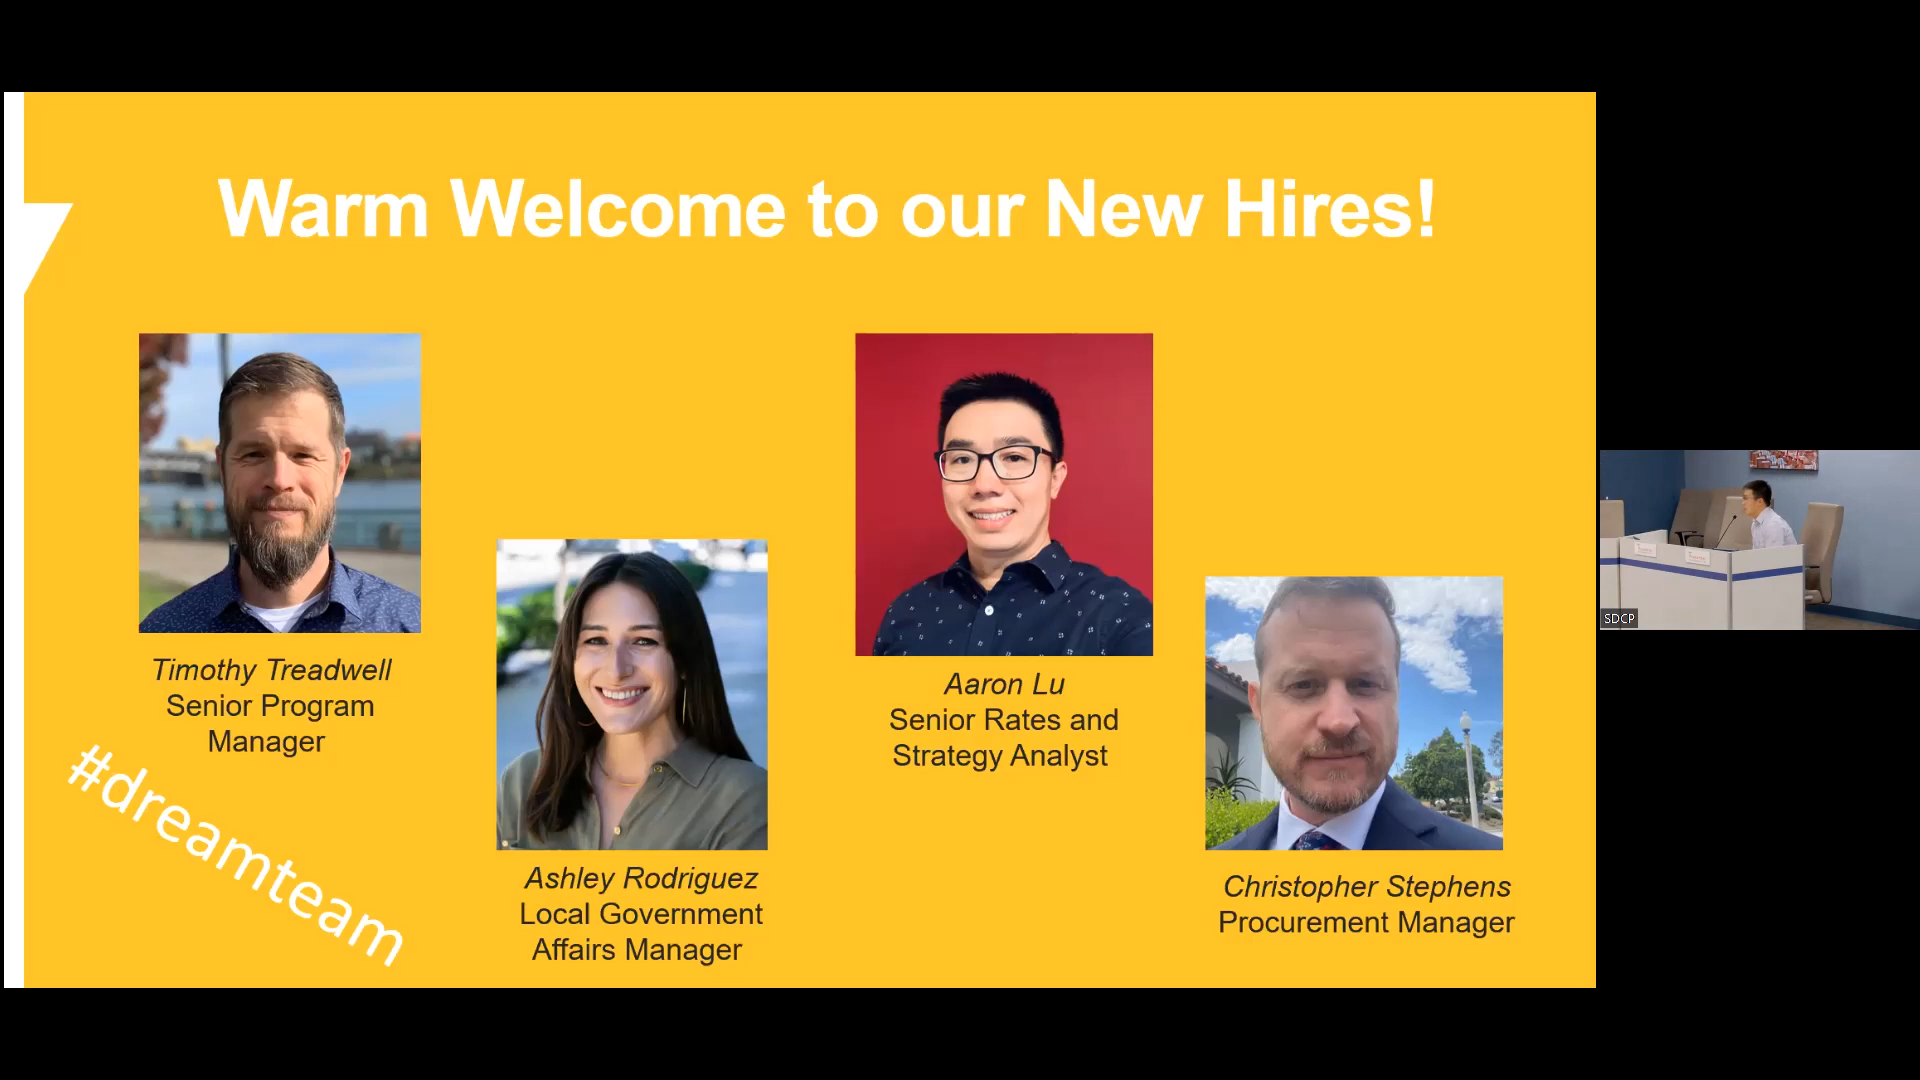 Warm Welcome to our New Hires!
Timothy Treadwell
Senior Program
Manager
#dreamteam
Ashley Rodriguez
Local Government
Affairs Manager
Aaron Lu
Senior Rates and
Strategy Analyst
Christopher Stephens
Procurement Manager
SDCP